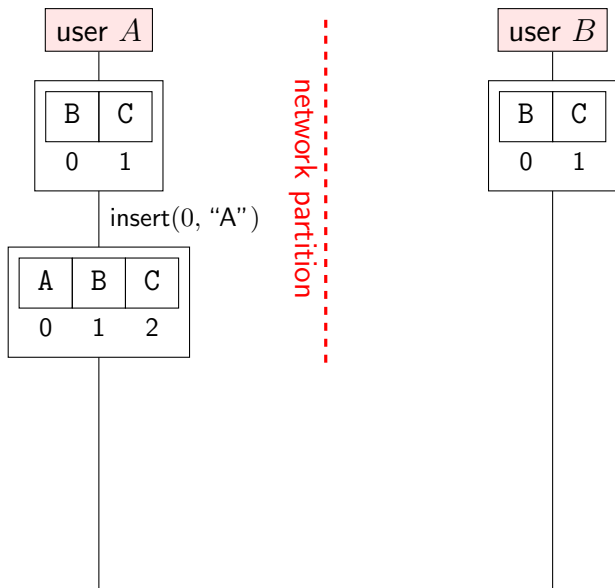 user A
B C
0 1
insert(0, “A”)
A B C
0 1 2
network partition
user B
B C
0 1